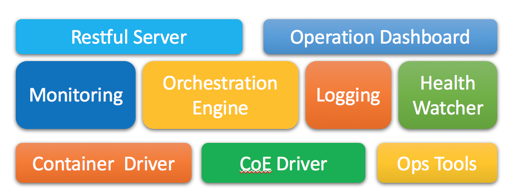 Restful Server
Operation Dashboard
Monitoring
Orchestration
Engine
Logging
Health
Watcher
Container Driver
CoE Driver
Ops Tools